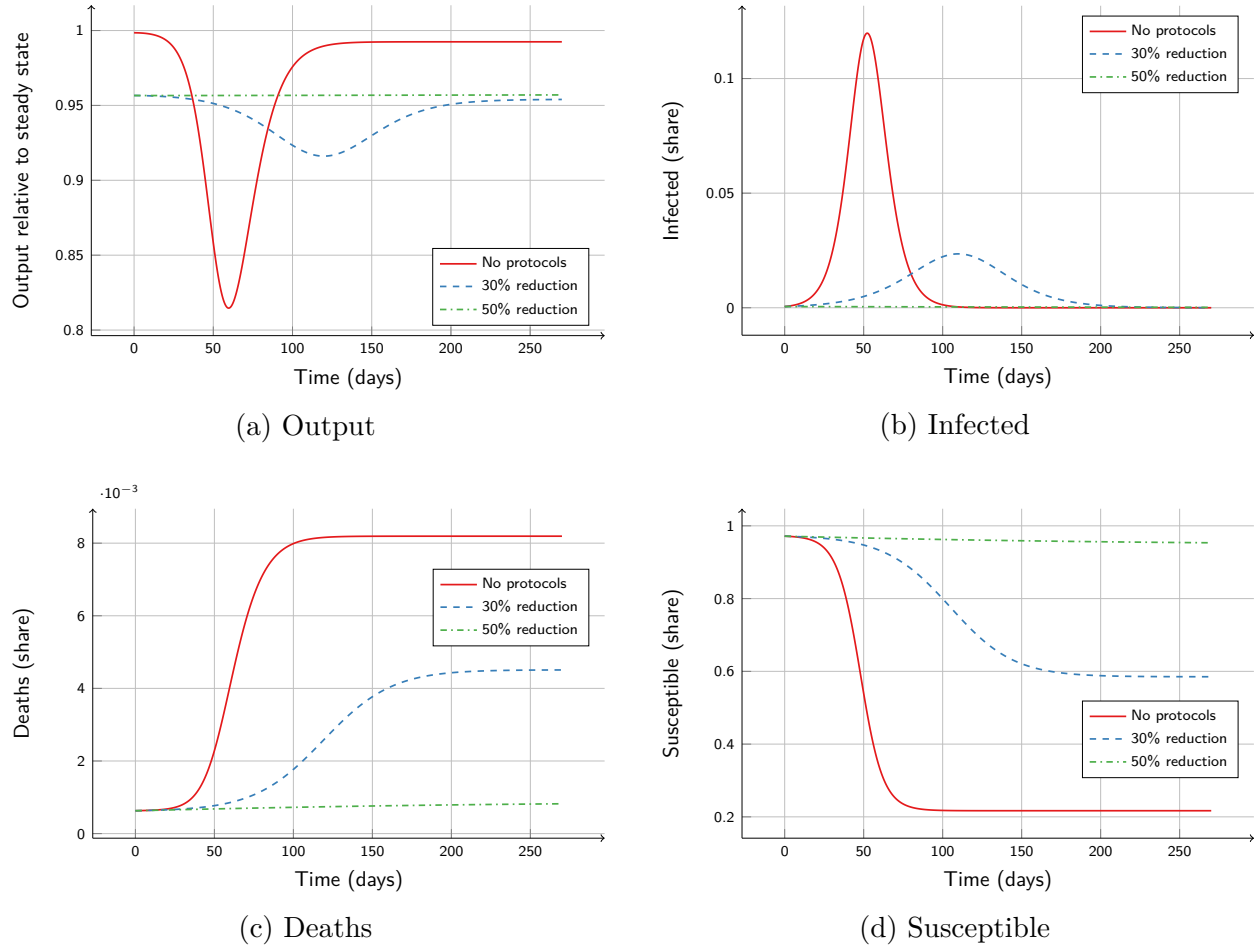 Output relative to steady state
1
0.95
0.9
0.85
0.8
0 50 100 150 200 250
Time (days)
No protocols
30% reduction
50% reduction
(a) Output
Infected (share)
0.1
0.05
0
0 50 100 150 200 250
Time (days)
No protocols
30% reduction
50% reduction
(b) Infected
Deaths (share)
·10⁻³
8
6
4
2
0
0 50 100 150 200 250
Time (days)
No protocols
30% reduction
50% reduction
(c) Deaths
Susceptible (share)
1
0.8
0.6
0.4
0.2
0 50 100 150 200 250
Time (days)
No protocols
30% reduction
50% reduction
(d) Susceptible